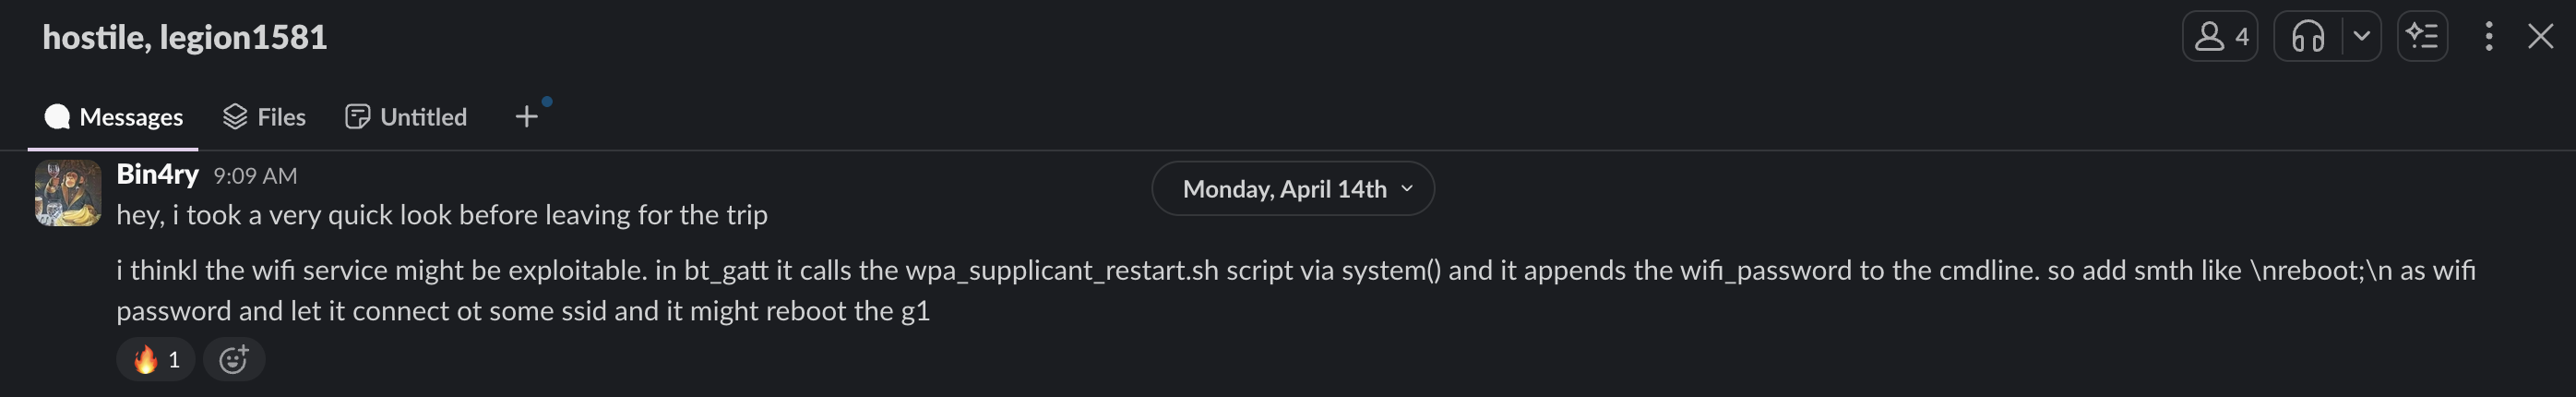 hostile, legion1581
4
Messages
Files
Untitled
Bin4ry 9:09 AM
Monday, April 14th
hey, i took a very quick look before leaving for the trip
i thinkl the wifi service might be exploitable. in bt_gatt it calls the wpa_supplicant_restart.sh script via system() and it appends the wifi_password to the cmdline. so add smth like \nreboot;\n as wifi
password and let it connect ot some ssid and it might reboot the g1
1